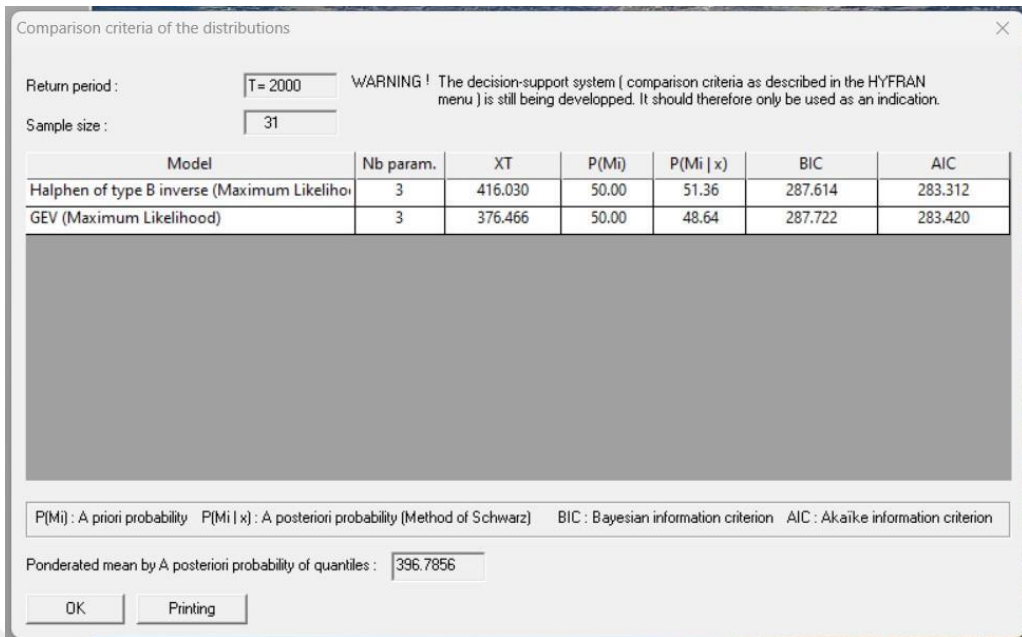 Comparison criteria of the distributions
Return period : T= 2000
WARNING ! The decision-support system ( comparison criteria as described in the HYFRAN
menu ) is still being developped. It should therefore only be used as an indication.
Sample size : 31
Model Nb param. XT P(Mi) P(Mi | x) BIC AIC
Halphen of type B inverse (Maximum Likelihoo 3 416.030 50.00 51.36 287.614 283.312
GEV (Maximum Likelihood) 3 376.466 50.00 48.64 287.722 283.420
P(Mi) : A priori probability P(Mi | x) : A posteriori probability (Method of Schwarz) BIC : Bayesian information criterion AIC : Akaïke information criterion
Ponderated mean by A posteriori probability of quantiles : 396.7856
OK Printing